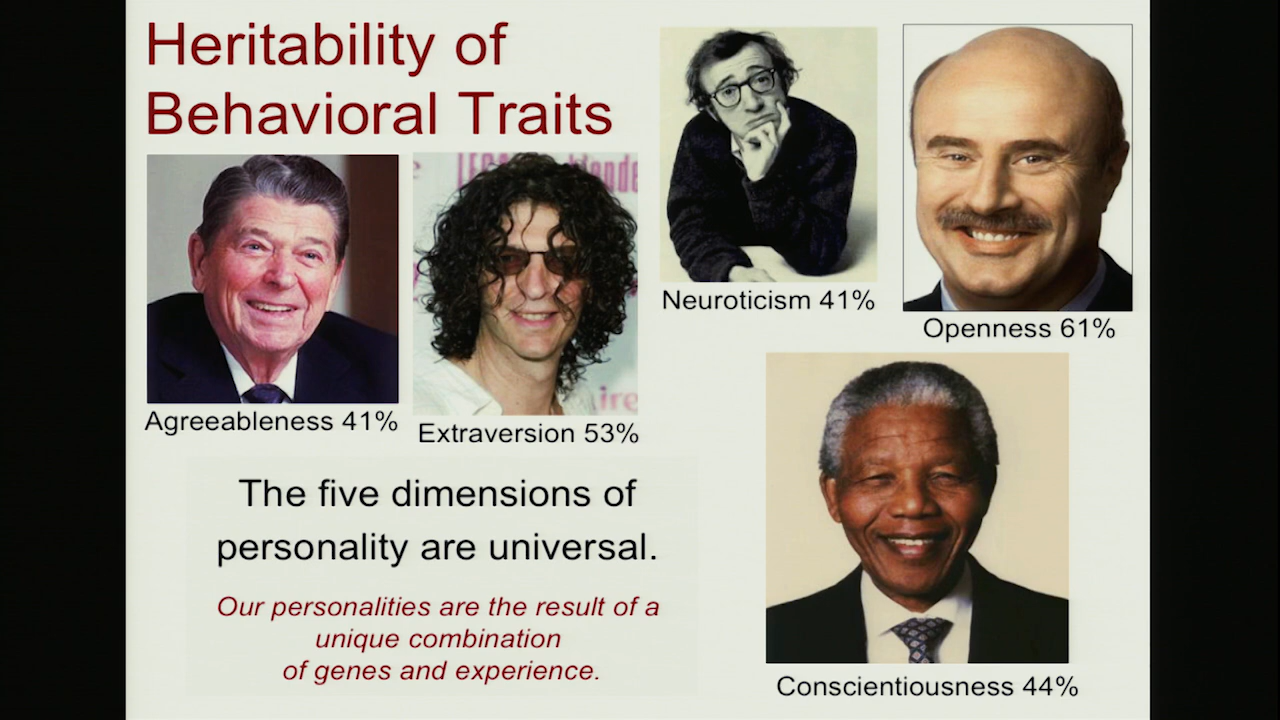 Heritability of
Behavioral Traits
Agreeableness 41%
Extraversion 53%
Neuroticism 41%
Openness 61%
The five dimensions of
personality are universal.
Our personalities are the result of a
unique combination
of genes and experience.
Conscientiousness 44%